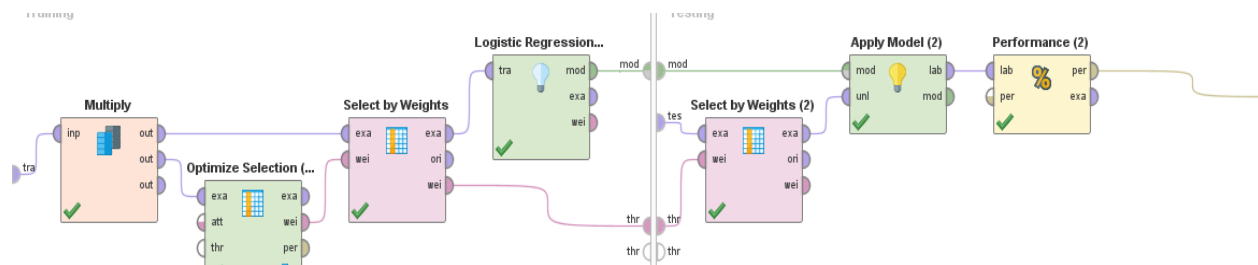 Training
Testing
Logistic Regression...
Apply Model (2)
Performance (2)
tra
mod
mod
mod
mod
lab
lab
per
exa
unl
mod
per
exa
wei
Multiply
Select by Weights
Select by Weights (2)
inp
out
exa
exa
tes
exa
exa
tra
out
wei
ori
wei
ori
out
Optimize Selection (...
wei
wei
exa
exa
att
wei
thr
thr
thr
per
thr
thr